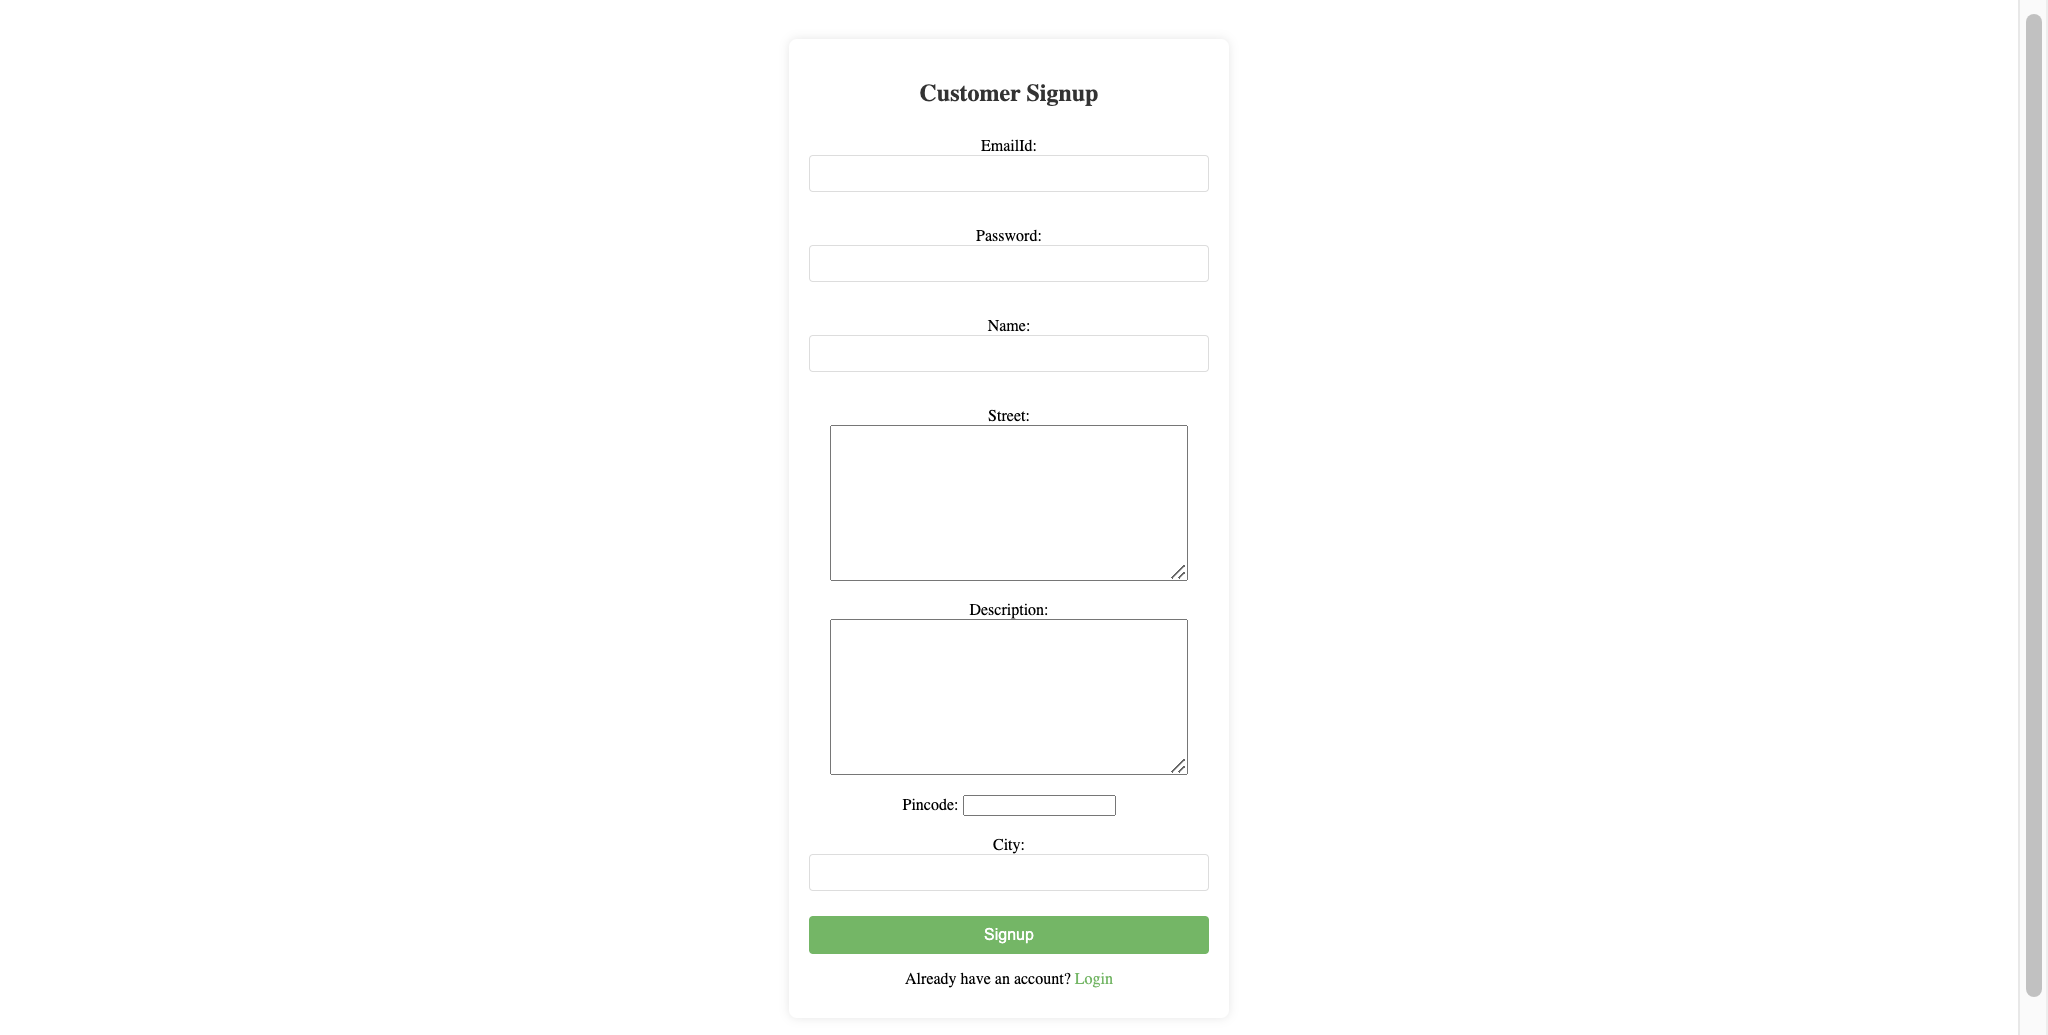 Customer Signup
EmailId:
Password:
Name:
Street:
Description:
Pincode:
City:
Signup
Already have an account? Login